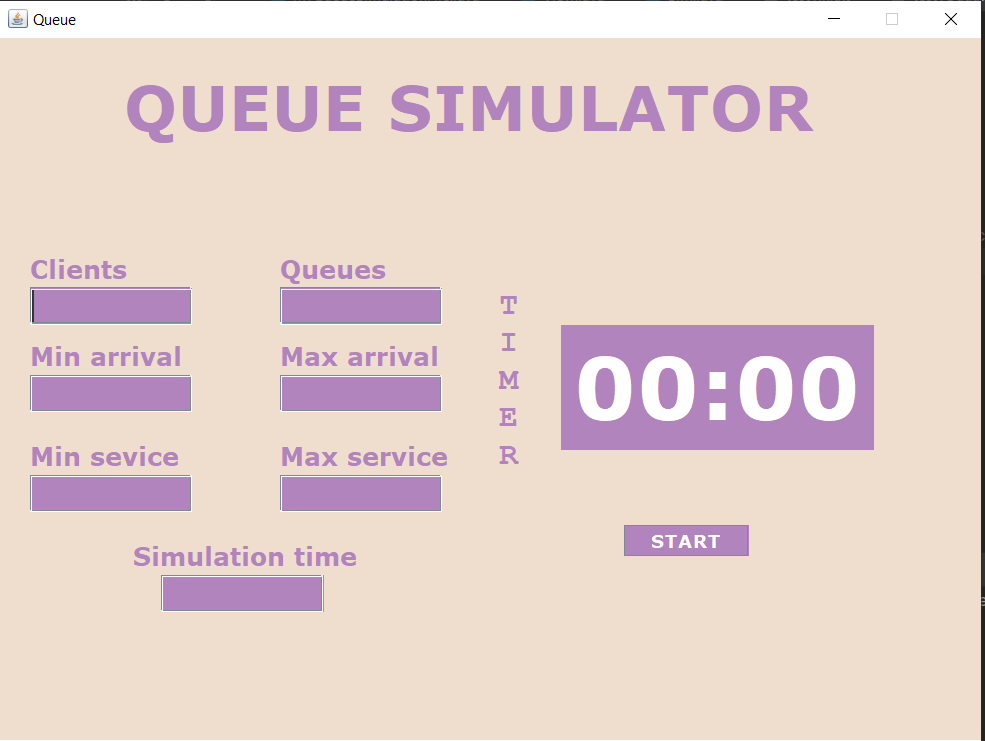 Queue
QUEUE SIMULATOR
Clients
Queues
Min arrival
Max arrival
Min sevice
Max service
Simulation time
T
I
M
E
R
00:00
START